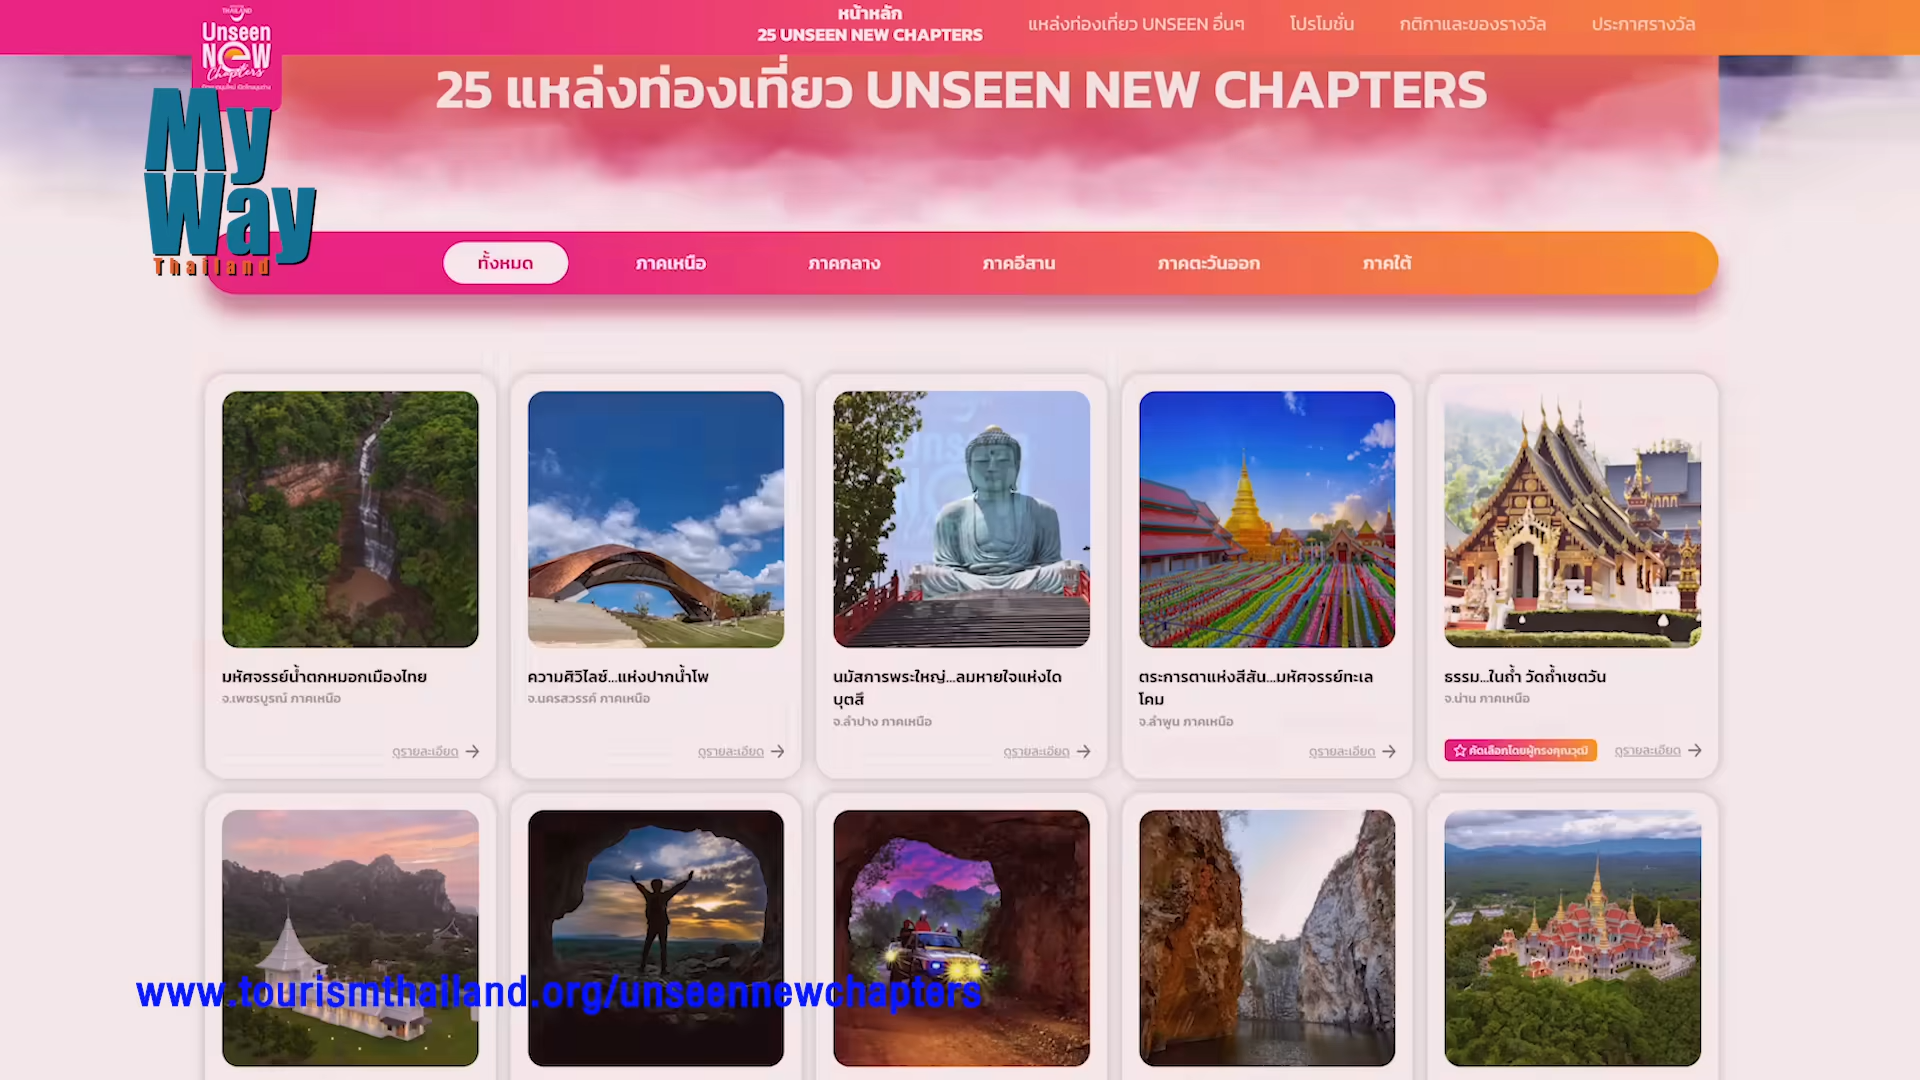 THAILAND
Unseen
NEW
Chapters
หน้าหลัก
25 UNSEEN NEW CHAPTERS
แหล่งท่องเที่ยว UNSEEN อื่นๆ
โปรโมชั่น
กติกาและของรางวัล
ประกาศรางวัล
My
Way
Thailand
25 แหล่งท่องเที่ยว UNSEEN NEW CHAPTERS
ทั้งหมด
ภาคเหนือ
ภาคกลาง
ภาคอีสาน
ภาคตะวันออก
ภาคใต้
มหัศจรรย์น้ำตกหมอกเมืองไทย
จ.เพชรบูรณ์ ภาคเหนือ
ดูรายละเอียด
ความศิวิไลซ์...แห่งปากน้ำโพ
จ.นครสวรรค์ ภาคเหนือ
ดูรายละเอียด
นมัสการพระใหญ่...ลมหายใจแห่งได
บุตสึ
จ.ลำปาง ภาคเหนือ
ดูรายละเอียด
ตระการตาแห่งสีสัน...มหัศจรรย์ทะเล
โคม
จ.ลำพูน ภาคเหนือ
ดูรายละเอียด
ธรรม...ในถ้ำ วัดถ้ำเชตวัน
จ.น่าน ภาคเหนือ
คัดเลือกโดยผู้ทรงคุณวุฒิ
ดูรายละเอียด
www.tourismthailand.org/unseennewchapters